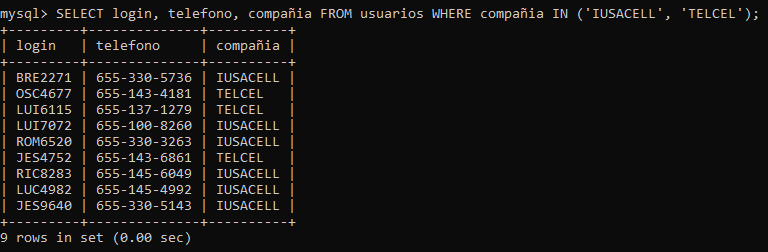 mysql> SELECT login, telefono, compañia FROM usuarios WHERE compañia IN ('IUSACELL', 'TELCEL');
+---------+--------------+----------+
| login   | telefono     | compañia |
+---------+--------------+----------+
| BRE2271 | 655-330-5736 | IUSACELL |
| OSC4677 | 655-143-4181 | TELCEL   |
| LUI6115 | 655-137-1279 | TELCEL   |
| LUI7072 | 655-100-8260 | IUSACELL |
| ROM6520 | 655-330-3263 | IUSACELL |
| JES4752 | 655-143-6861 | TELCEL   |
| RIC8283 | 655-145-6049 | IUSACELL |
| LUC4982 | 655-145-4992 | IUSACELL |
| JES9640 | 655-330-5143 | IUSACELL |
+---------+--------------+----------+
9 rows in set (0.00 sec)